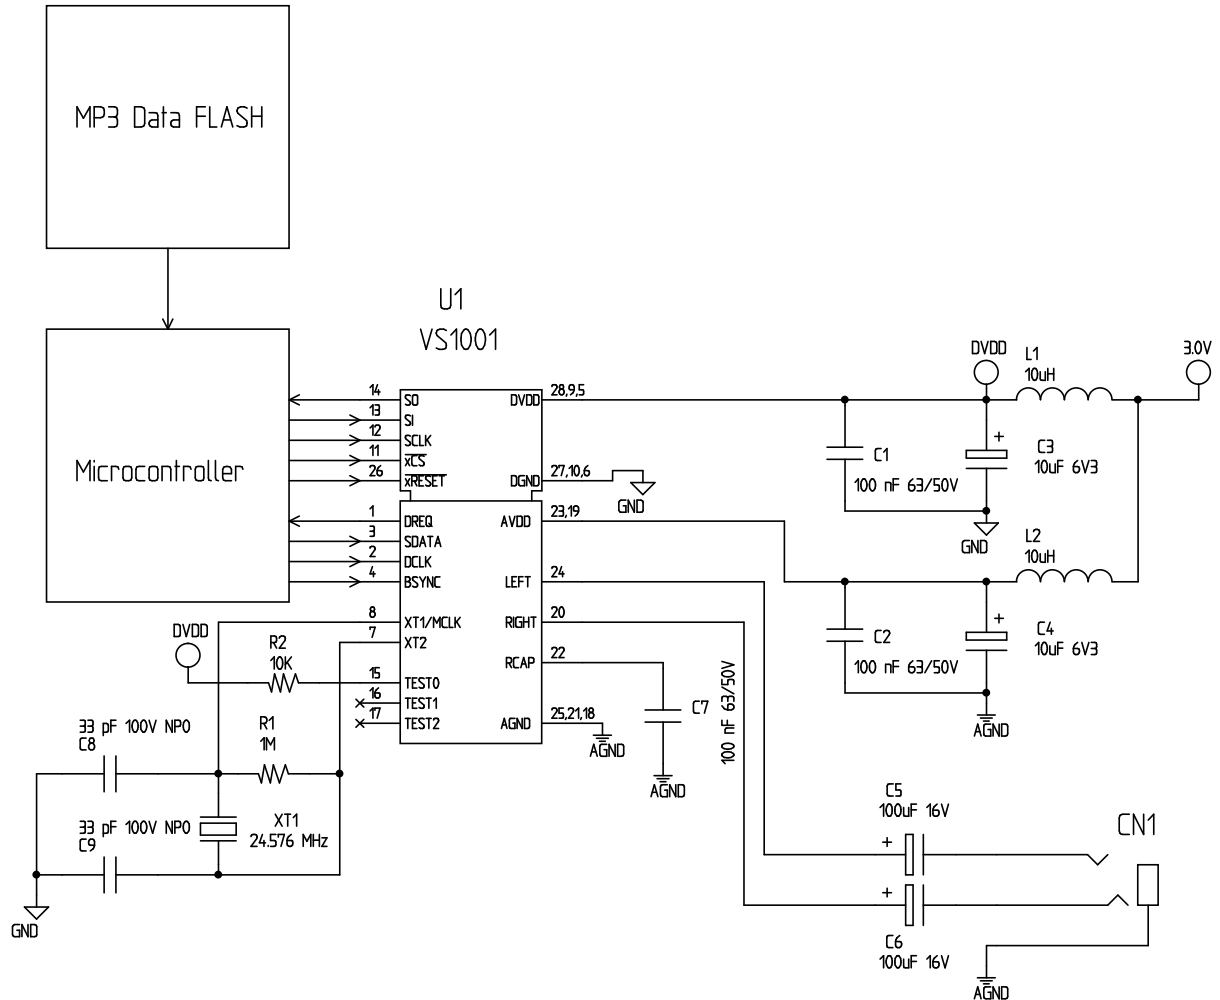 MP3 Data FLASH
U1
VS1001
Microcontroller
14 SO
13 SI
12 SCLK
11 xCS
26 xRESET
1 DREQ
3 SDATA
2 DCLK
4 BSYNC
8 XT1/MCLK
7 XT2
15 TEST0
16 TEST1
17 TEST2
DVDD 28,9,5
DGND 27,10,6
GND
AVDD 23,19
LEFT 24
RIGHT 20
RCAP 22
AGND 25,21,18
AGND
DVDD
L1
10uH
3.0V
+
C1
100 nF 63/50V
C3
10uF 6V3
GND
L2
10uH
+
C2
100 nF 63/50V
C4
10uF 6V3
AGND
DVDD
R2
10K
33 pF 100V NPO
C8
R1
1M
33 pF 100V NPO
C9
XT1
24.576 MHz
GND
C7
100 nF 63/50V
AGND
C5
100uF 16V
+
CN1
+
C6
100uF 16V
AGND